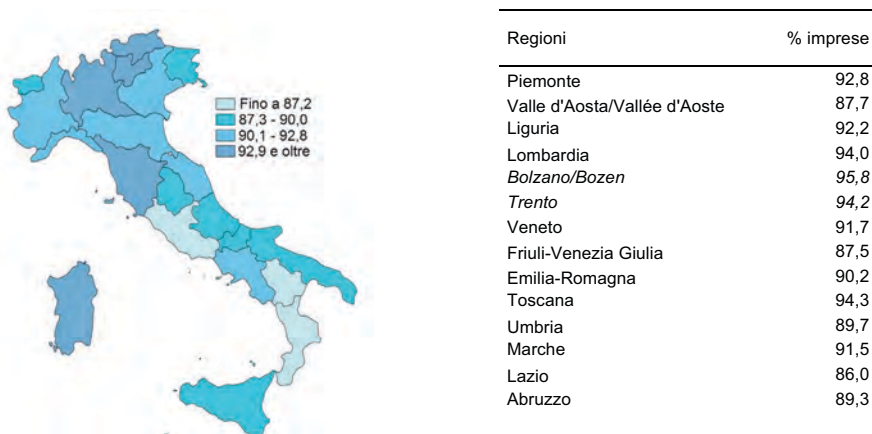 Fino a 87,2
87,3 - 90,0
90,1 - 92,8
92,9 e oltre
Regioni % imprese
Piemonte 92,8
Valle d'Aosta/Vallée d'Aoste 87,7
Liguria 92,2
Lombardia 94,0
Bolzano/Bozen 95,8
Trento 94,2
Veneto 91,7
Friuli-Venezia Giulia 87,5
Emilia-Romagna 90,2
Toscana 94,3
Umbria 89,7
Marche 91,5
Lazio 86,0
Abruzzo 89,3